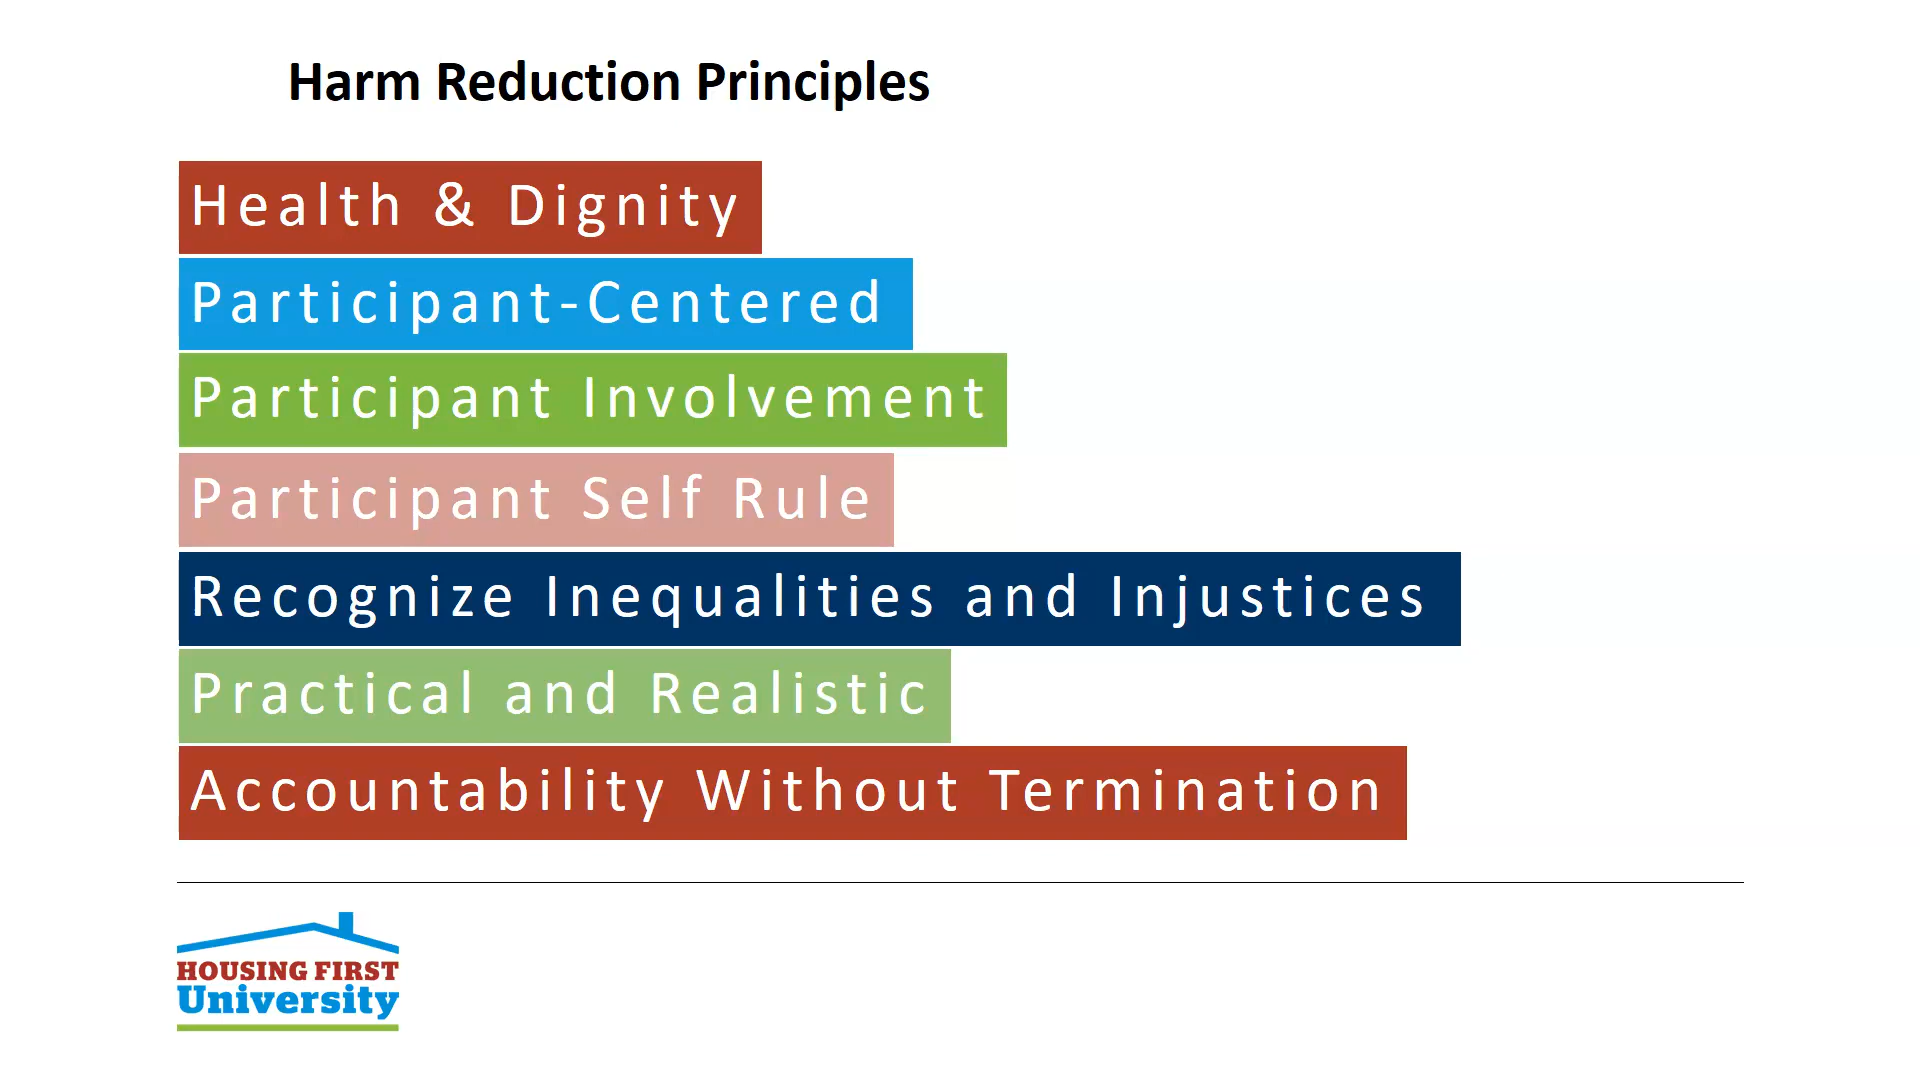 Harm Reduction Principles
Health & Dignity
Participant-Centered
Participant Involvement
Participant Self Rule
Recognize Inequalities and Injustices
Practical and Realistic
Accountability Without Termination
HOUSING FIRST
University